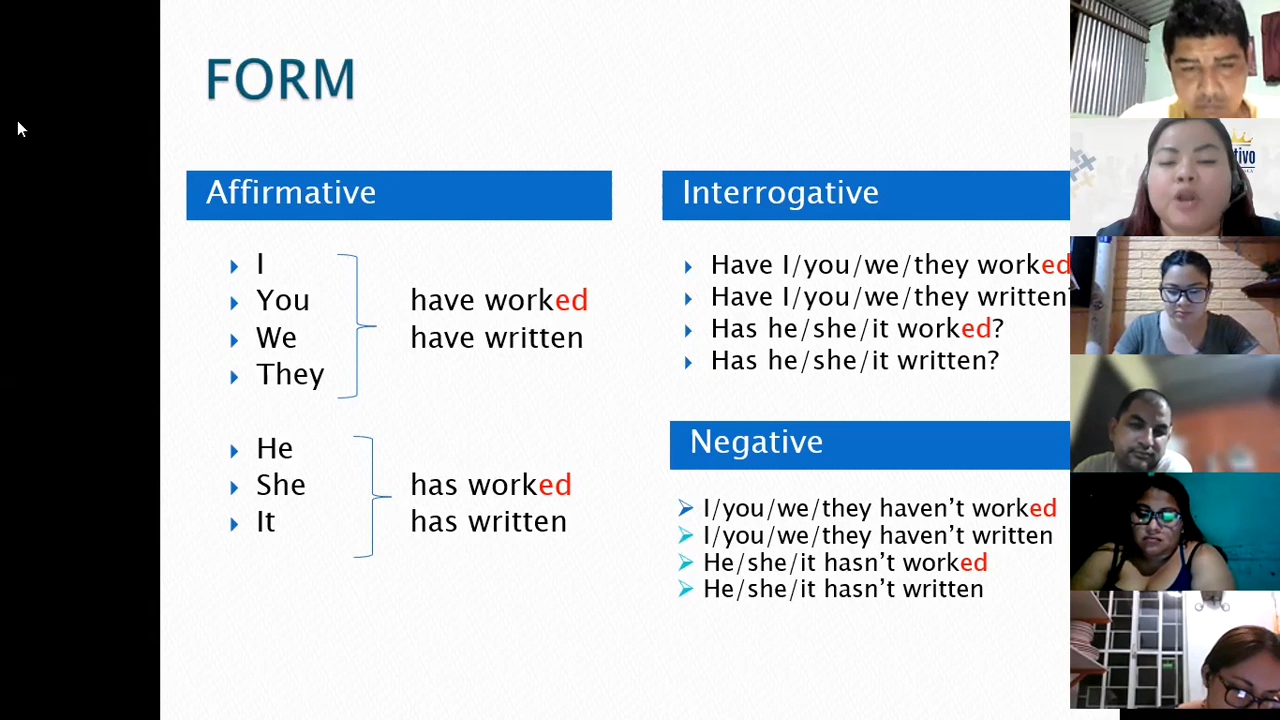 FORM
Affirmative
I
You
We
They
have worked
have written
He
She
It
has worked
has written
Interrogative
Have I/you/we/they worked
Have I/you/we/they written
Has he/she/it worked?
Has he/she/it written?
Negative
I/you/we/they haven't worked
I/you/we/they haven't written
He/she/it hasn't worked
He/she/it hasn't written
tivo